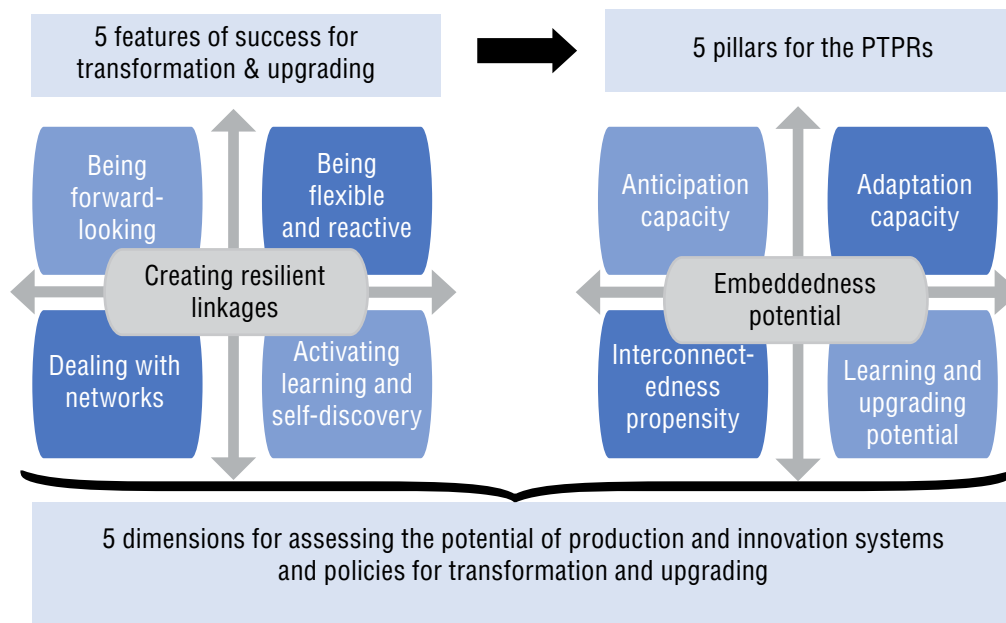 5 features of success for
transformation & upgrading
5 pillars for the PTPRs
Being
forward-
looking
Being
flexible
and reactive
Creating resilient
linkages
Dealing with
networks
Activating
learning and
self-discovery
Anticipation
capacity
Adaptation
capacity
Embeddedness
potential
Interconnect-
edness
propensity
Learning and
upgrading
potential
5 dimensions for assessing the potential of production and innovation systems
and policies for transformation and upgrading